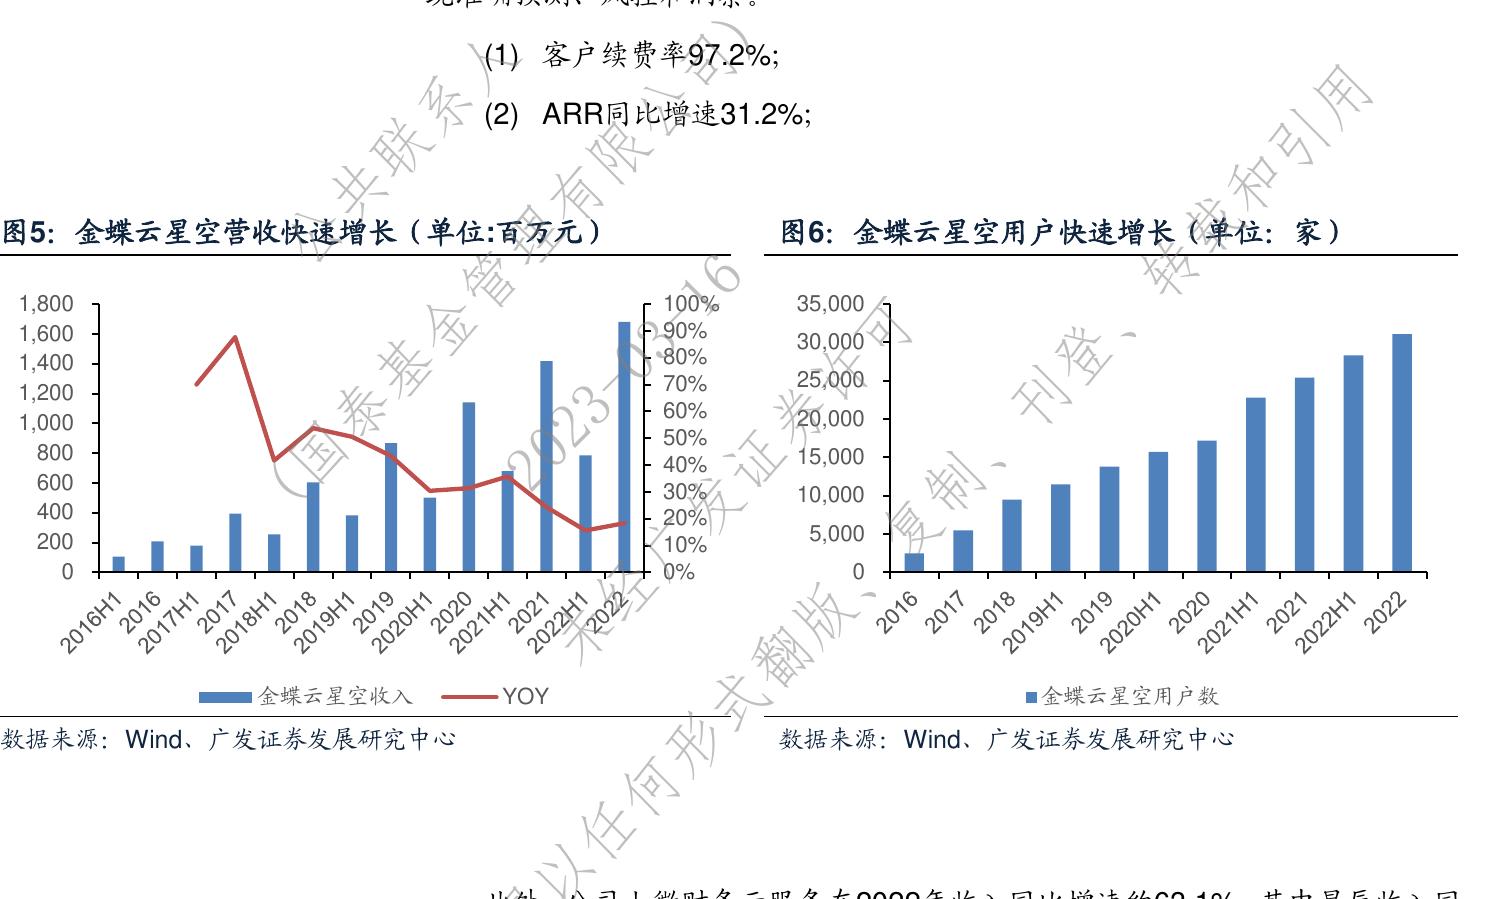 (1) 客户续费率97.2%;
(2) ARR同比增速31.2%;
图5：金蝶云星空营收快速增长（单位:百万元）
1,800
1,600
1,400
1,200
1,000
800
600
400
200
0
100%
90%
80%
70%
60%
50%
40%
30%
20%
10%
0%
2016H1
2016
2017H1
2017
2018H1
2018
2019H1
2019
2020H1
2020
2021H1
2021
2022H1
2022
金蝶云星空收入
YOY
数据来源：Wind、广发证券发展研究中心
图6：金蝶云星空用户快速增长（单位：家）
35,000
30,000
25,000
20,000
15,000
10,000
5,000
0
2016
2017
2018
2019H1
2019
2020H1
2020
2021H1
2021
2022H1
2022
金蝶云星空用户数
数据来源：Wind、广发证券发展研究中心
公共联系人
（国泰基金管理有限公司）
2023-03-16
未经广发证券许可
以任何形式翻版、复制、刊登、转载和引用